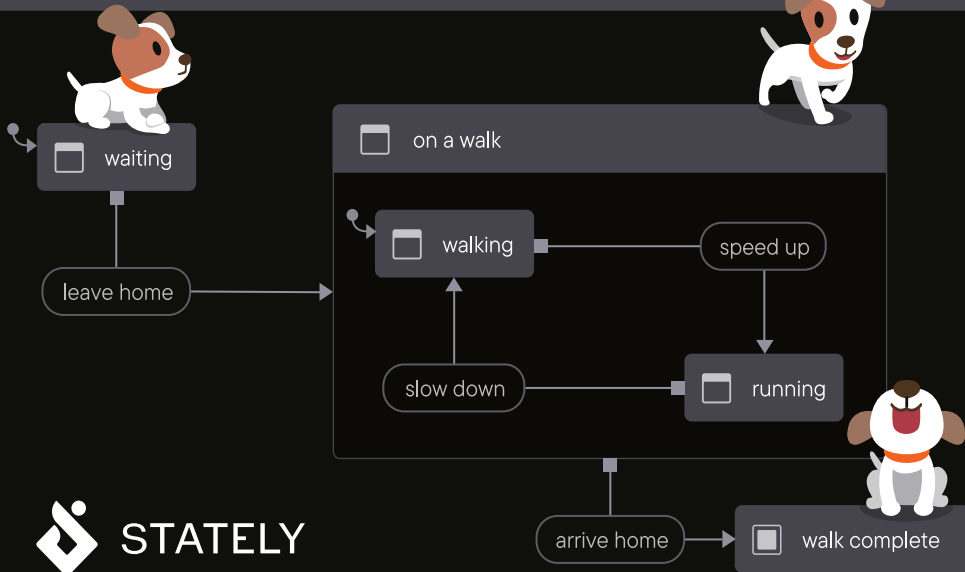 waiting
on a walk
walking
speed up
leave home
slow down
running
arrive home
walk complete
STATELY